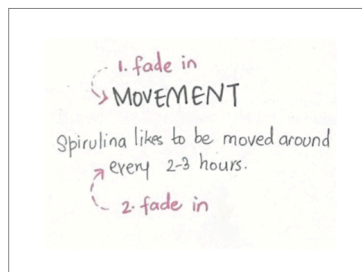 1. fade in
MOVEMENT
Spirulina likes to be moved around
every 2-3 hours.
2. fade in